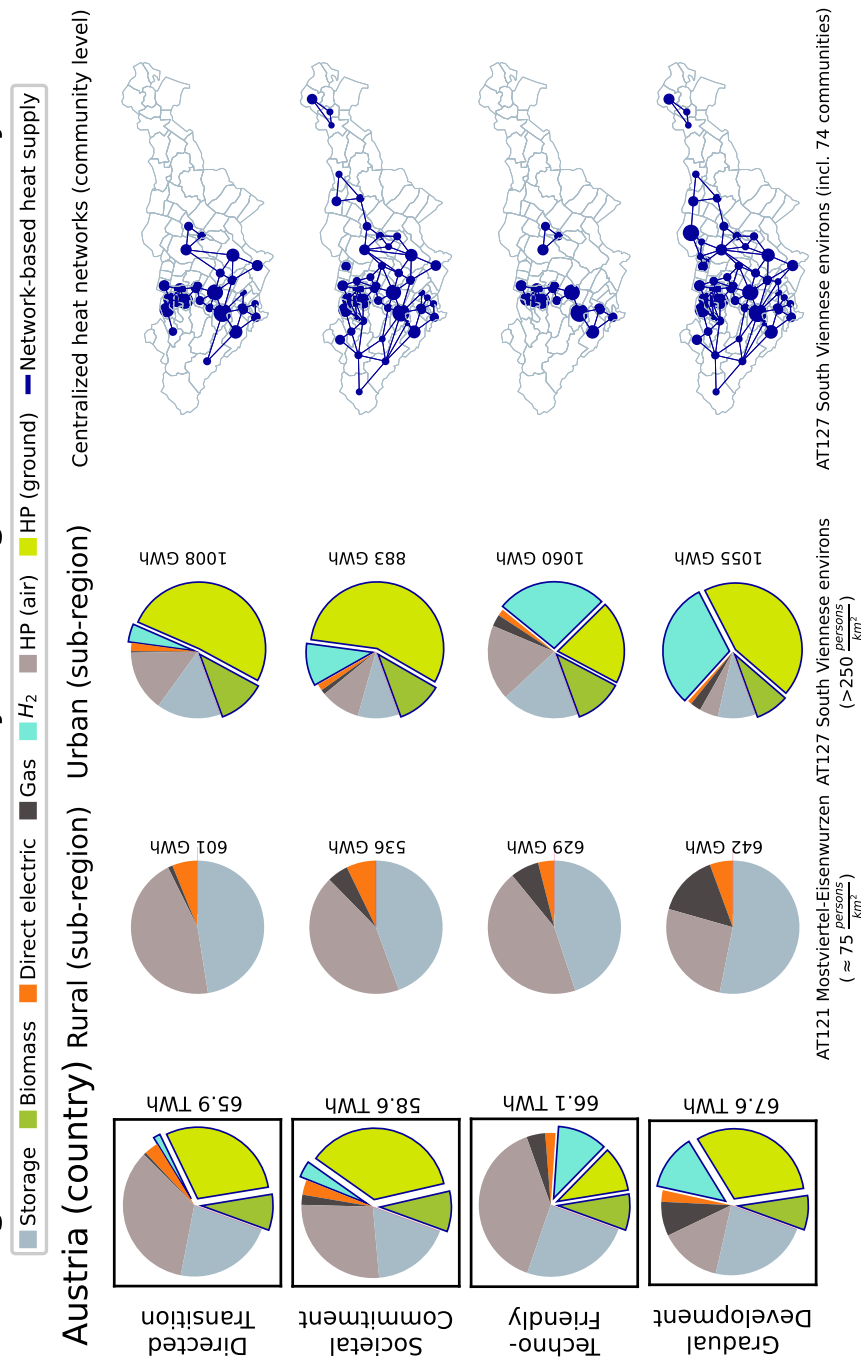 Storage Biomass Direct electric Gas H₂ HP (air) HP (ground) Network-based heat supply
Austria (country) Rural (sub-region) Urban (sub-region) Centralized heat networks (community level)
Directed
Transition
65.9 TWh
601 GWh
1008 GWh
Societal
Commitment
58.6 TWh
536 GWh
883 GWh
Techno-
Friendly
66.1 TWh
629 GWh
1060 GWh
Gradual
Development
67.6 TWh
642 GWh
1055 GWh
AT121 Mostviertel-Eisenwurzen
(≈ 75 persons/km²)
AT127 South Viennese environs
(>250 persons/km²)
AT127 South Viennese environs (incl. 74 communities)